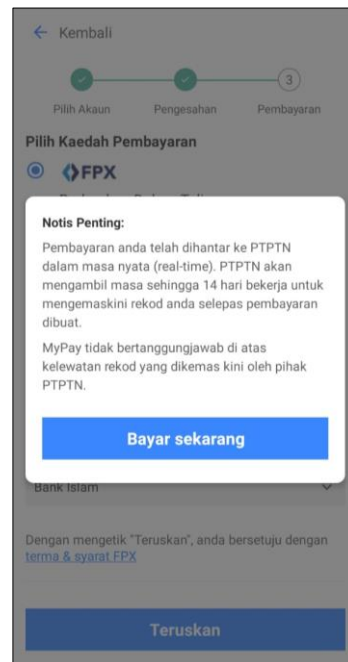 ← Kembali
3
Pilih Akaun Pengesahan Pembayaran
Pilih Kaedah Pembayaran
FPX
Notis Penting:
Pembayaran anda telah dihantar ke PTPTN
dalam masa nyata (real-time). PTPTN akan
mengambil masa sehingga 14 hari bekerja untuk
mengemaskini rekod anda selepas pembayaran
dibuat.
MyPay tidak bertanggungjawab di atas
kelewatan rekod yang dikemas kini oleh pihak
PTPTN.
Bayar sekarang
Bank Islam
Dengan mengetik "Teruskan", anda bersetuju dengan
terma & syarat FPX
Teruskan